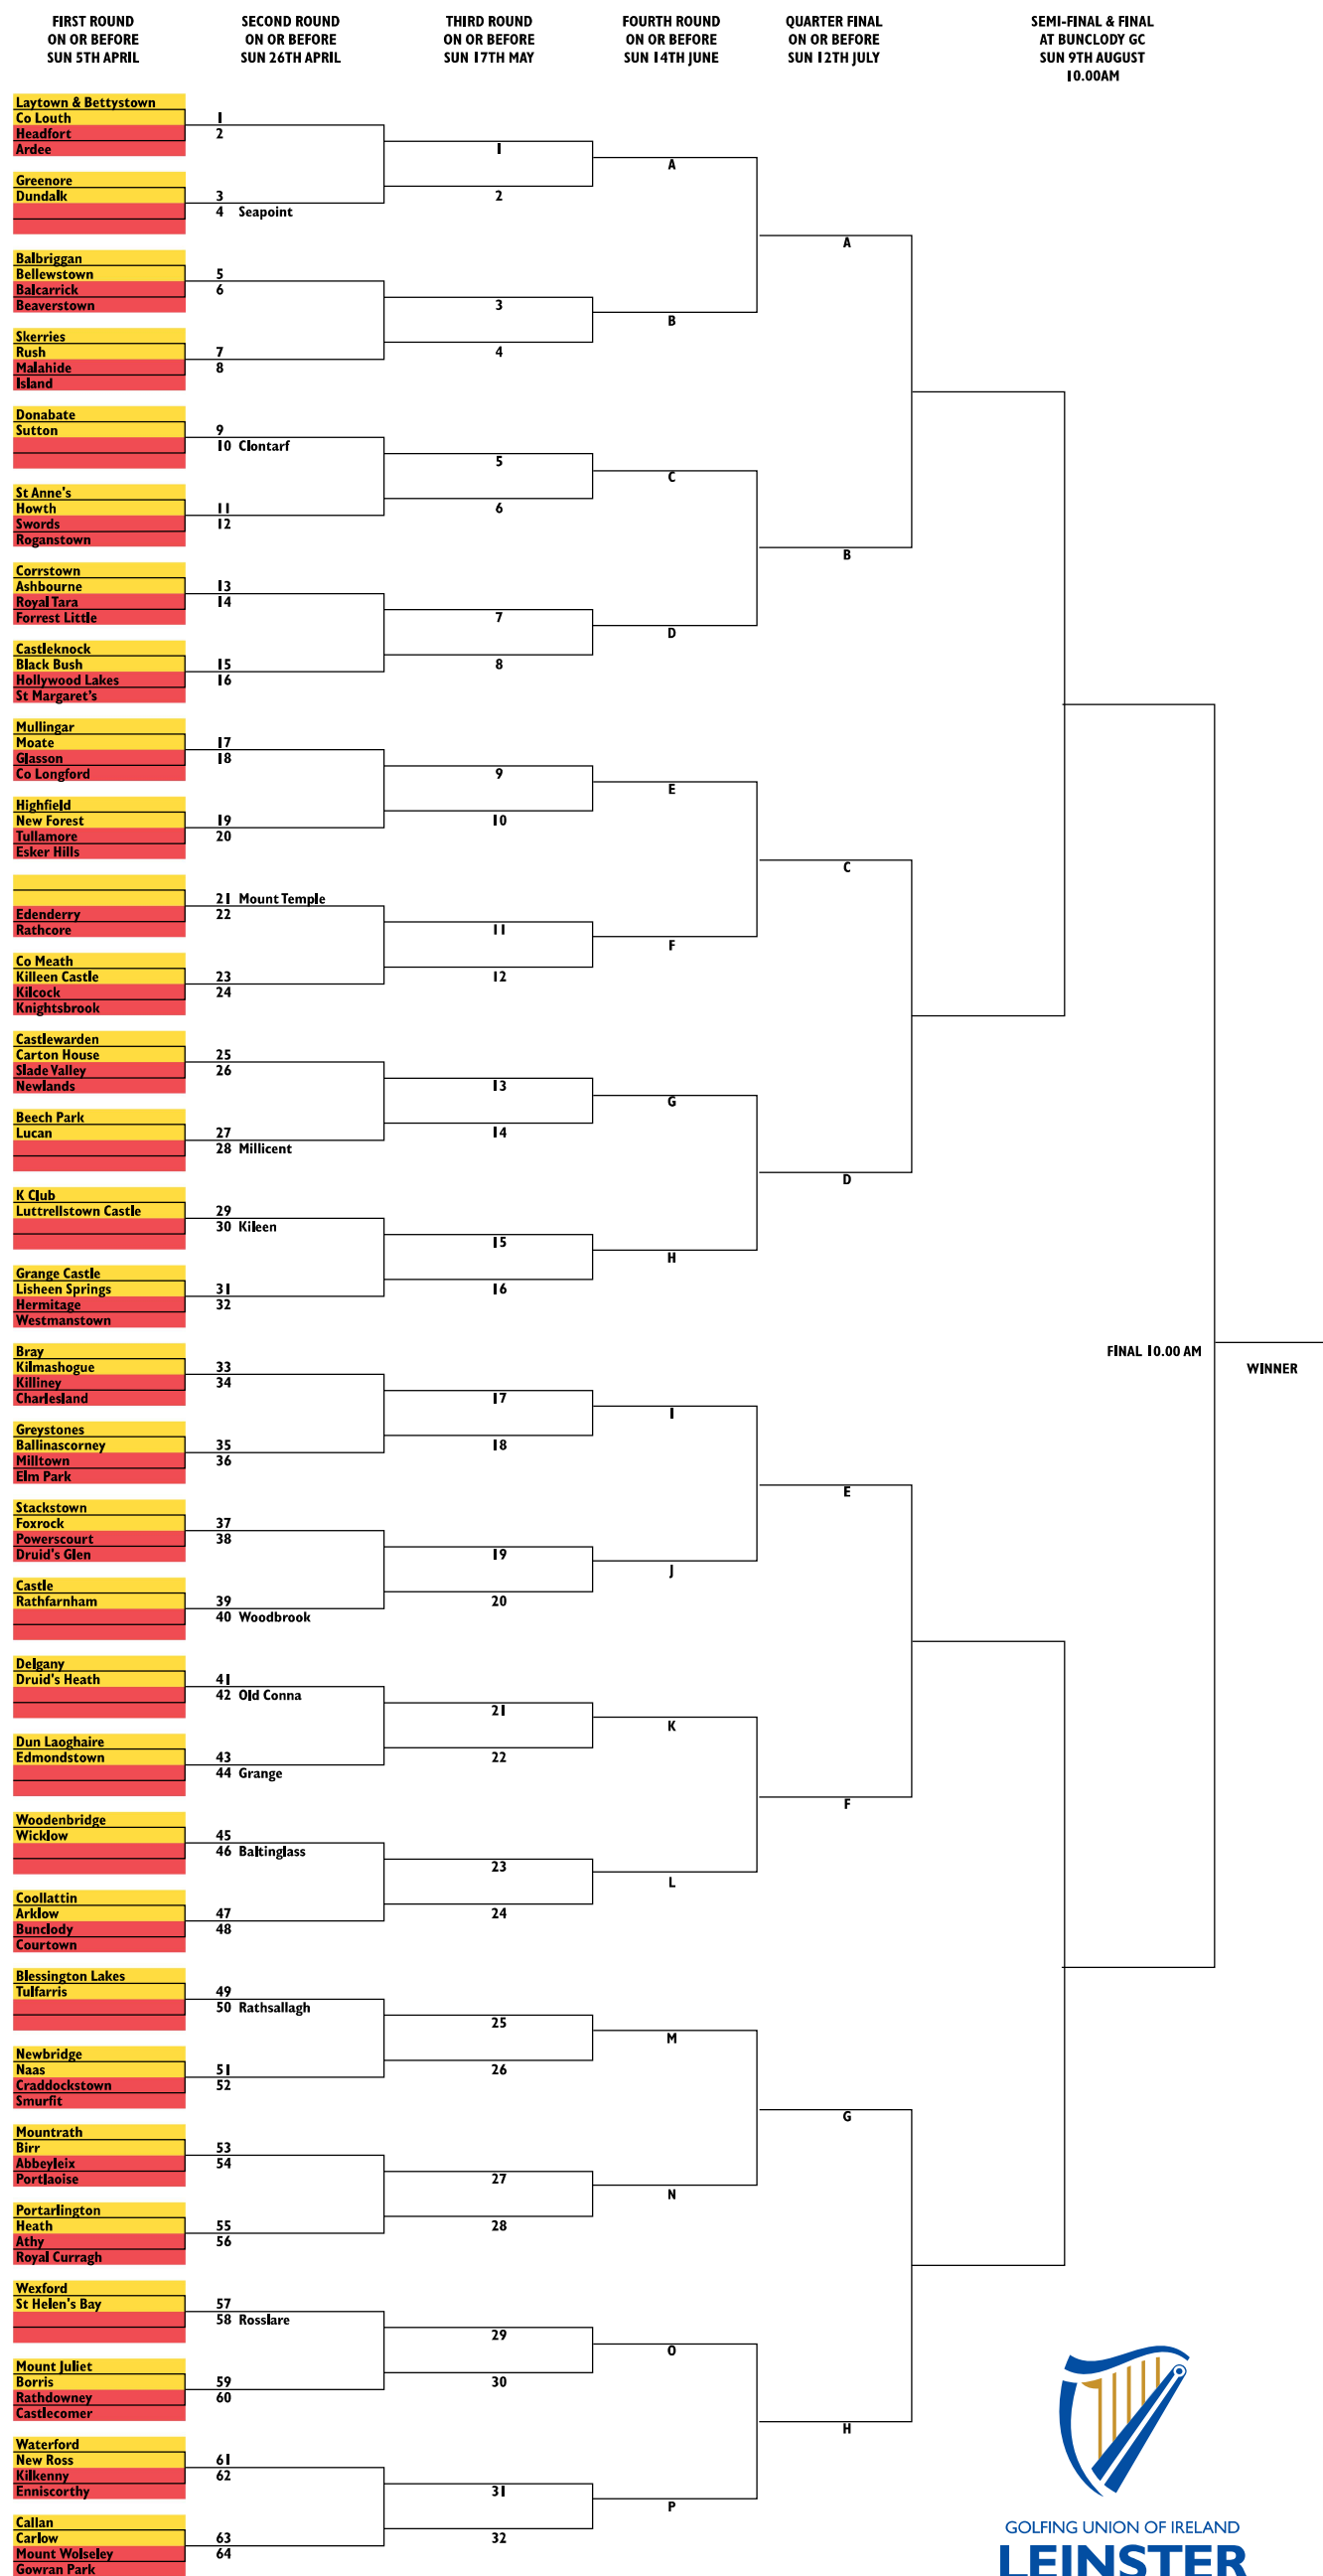 FIRST ROUND
ON OR BEFORE
SUN 5TH APRIL
SECOND ROUND
ON OR BEFORE
SUN 26TH APRIL
THIRD ROUND
ON OR BEFORE
SUN 17TH MAY
FOURTH ROUND
ON OR BEFORE
SUN 14TH JUNE
QUARTER FINAL
ON OR BEFORE
SUN 12TH JULY
SEMI-FINAL & FINAL
AT BUNCLODY GC
SUN 9TH AUGUST
10.00AM
Laytown & Bettystown
Co Louth
Headfort
Ardee
Greenore
Dundalk
Balbriggan
Bellewstown
Balcarrick
Beaverstown
Skerries
Rush
Malahide
Island
Donabate
Sutton
St Anne's
Howth
Swords
Roganstown
Corrstown
Ashbourne
Royal Tara
Forrest Little
Castleknock
Black Bush
Hollywood Lakes
St Margaret's
Mullingar
Moate
Glasson
Co Longford
Highfield
New Forest
Tullamore
Esker Hills
Edenderry
Rathcore
Co Meath
Killeen Castle
Kilcock
Knightsbrook
Castlewarden
Carton House
Slade Valley
Newlands
Beech Park
Lucan
K Club
Luttrellstown Castle
Grange Castle
Lisheen Springs
Hermitage
Westmanstown
Bray
Kilmashogue
Killiney
Charlesland
Greystones
Ballinascorney
Milltown
Elm Park
Stackstown
Foxrock
Powerscourt
Druid's Glen
Castle
Rathfarnham
Delgany
Druid's Heath
Dun Laoghaire
Edmondstown
Woodenbridge
Wicklow
Coollattin
Arklow
Bunclody
Courtown
Blessington Lakes
Tulfarris
Newbridge
Naas
Craddockstown
Smurfit
Mountrath
Birr
Abbeyleix
Portlaoise
Portarlington
Heath
Athy
Royal Curragh
Wexford
St Helen's Bay
Mount Juliet
Borris
Rathdowney
Castlecomer
Waterford
New Ross
Kilkenny
Enniscorthy
Callan
Carlow
Mount Wolseley
Gowran Park
1
2
3
4 Seapoint
5
6
7
8
9
10 Clontarf
11
12
13
14
15
16
17
18
19
20
21 Mount Temple
22
23
24
25
26
27
28 Millicent
29
30 Kileen
31
32
33
34
35
36
37
38
39
40 Woodbrook
41
42 Old Conna
43
44 Grange
45
46 Baltinglass
47
48
49
50 Rathsallagh
51
52
53
54
55
56
57
58 Rosslare
59
60
61
62
63
64
1
2
3
4
5
6
7
8
9
10
11
12
13
14
15
16
17
18
19
20
21
22
23
24
25
26
27
28
29
30
31
32
A
B
C
D
E
F
G
H
I
J
K
L
M
N
O
P
A
B
C
D
E
F
G
H
FINAL 10.00 AM
WINNER
GOLFING UNION OF IRELAND
LEINSTER